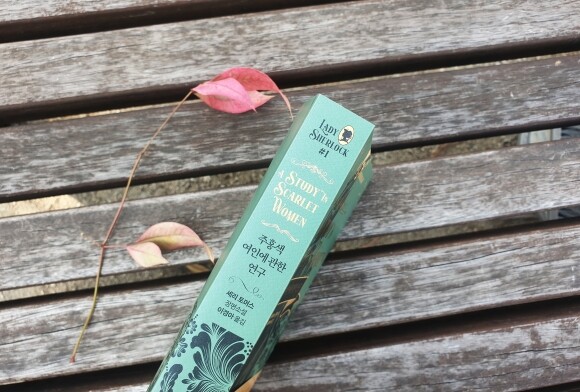 LADY
SHERLOCK
#1
A STUDY IN
SCARLET
WOMEN
주홍색
여인에 관한
연구
셰리 토머스
장편소설
이경아 옮김